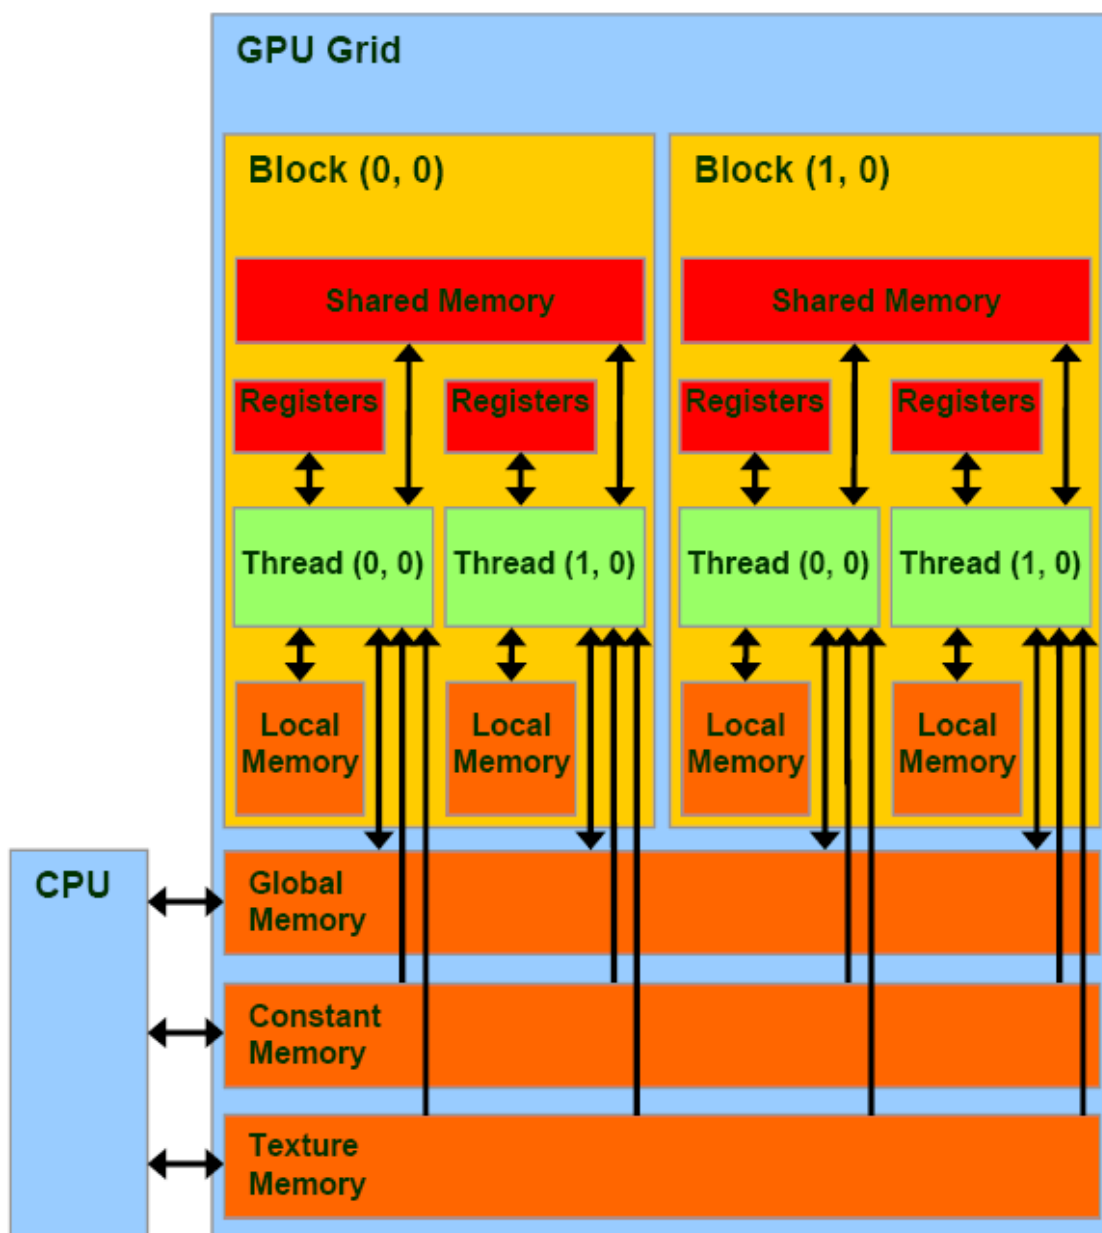 GPU Grid
Block (0, 0)
Block (1, 0)
Shared Memory
Shared Memory
Registers
Registers
Registers
Registers
Thread (0, 0)
Thread (1, 0)
Thread (0, 0)
Thread (1, 0)
Local
Memory
Local
Memory
Local
Memory
Local
Memory
CPU
Global
Memory
Constant
Memory
Texture
Memory